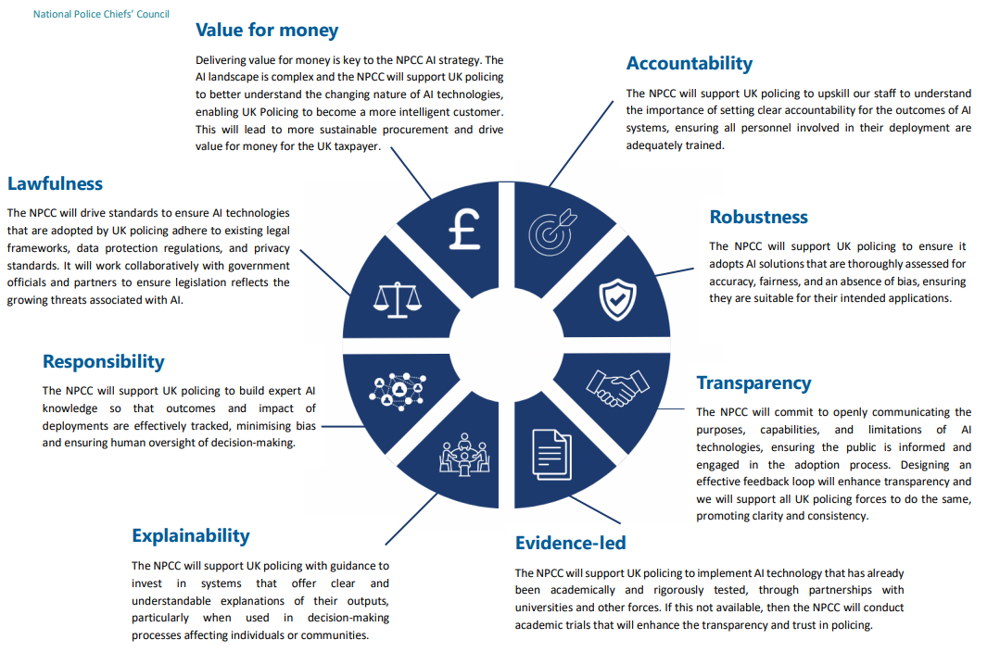 National Police Chiefs' Council
Value for money
Delivering value for money is key to the NPCC AI strategy. The
AI landscape is complex and the NPCC will support UK policing
to better understand the changing nature of AI technologies,
enabling UK Policing to become a more intelligent customer.
This will lead to more sustainable procurement and drive
value for money for the UK taxpayer.
Accountability
The NPCC will support UK policing to upskill our staff to understand
the importance of setting clear accountability for the outcomes of AI
systems, ensuring all personnel involved in their deployment are
adequately trained.
Lawfulness
The NPCC will drive standards to ensure AI technologies
that are adopted by UK policing adhere to existing legal
frameworks, data protection regulations, and privacy
standards. It will work collaboratively with government
officials and partners to ensure legislation reflects the
growing threats associated with AI.
£
Robustness
The NPCC will support UK policing to ensure it
adopts AI solutions that are thoroughly assessed for
accuracy, fairness, and an absence of bias, ensuring
they are suitable for their intended applications.
Responsibility
The NPCC will support UK policing to build expert AI
knowledge so that outcomes and impact of
deployments are effectively tracked, minimising bias
and ensuring human oversight of decision-making.
Transparency
The NPCC will commit to openly communicating the
purposes, capabilities, and limitations of AI
technologies, ensuring the public is informed and
engaged in the adoption process. Designing an
effective feedback loop will enhance transparency and
we will support all UK policing forces to do the same,
promoting clarity and consistency.
Explainability
The NPCC will support UK policing with guidance to
invest in systems that offer clear and
understandable explanations of their outputs,
particularly when used in decision-making
processes affecting individuals or communities.
Evidence-led
The NPCC will support UK policing to implement AI technology that has already
been academically and rigorously tested, through partnerships with
universities and other forces. If this not available, then the NPCC will conduct
academic trials that will enhance the transparency and trust in policing.